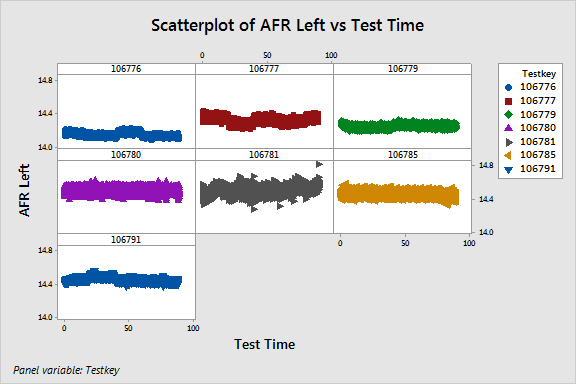 Scatterplot of AFR Left vs Test Time
0 50 100
106776 106777 106779
14.8
14.4
14.0
106780 106781 106785
14.8
14.4
14.0
0 50 100
106791
14.8
14.4
14.0
0 50 100
AFR Left
Test Time
Testkey
106776
106777
106779
106780
106781
106785
106791
Panel variable: Testkey